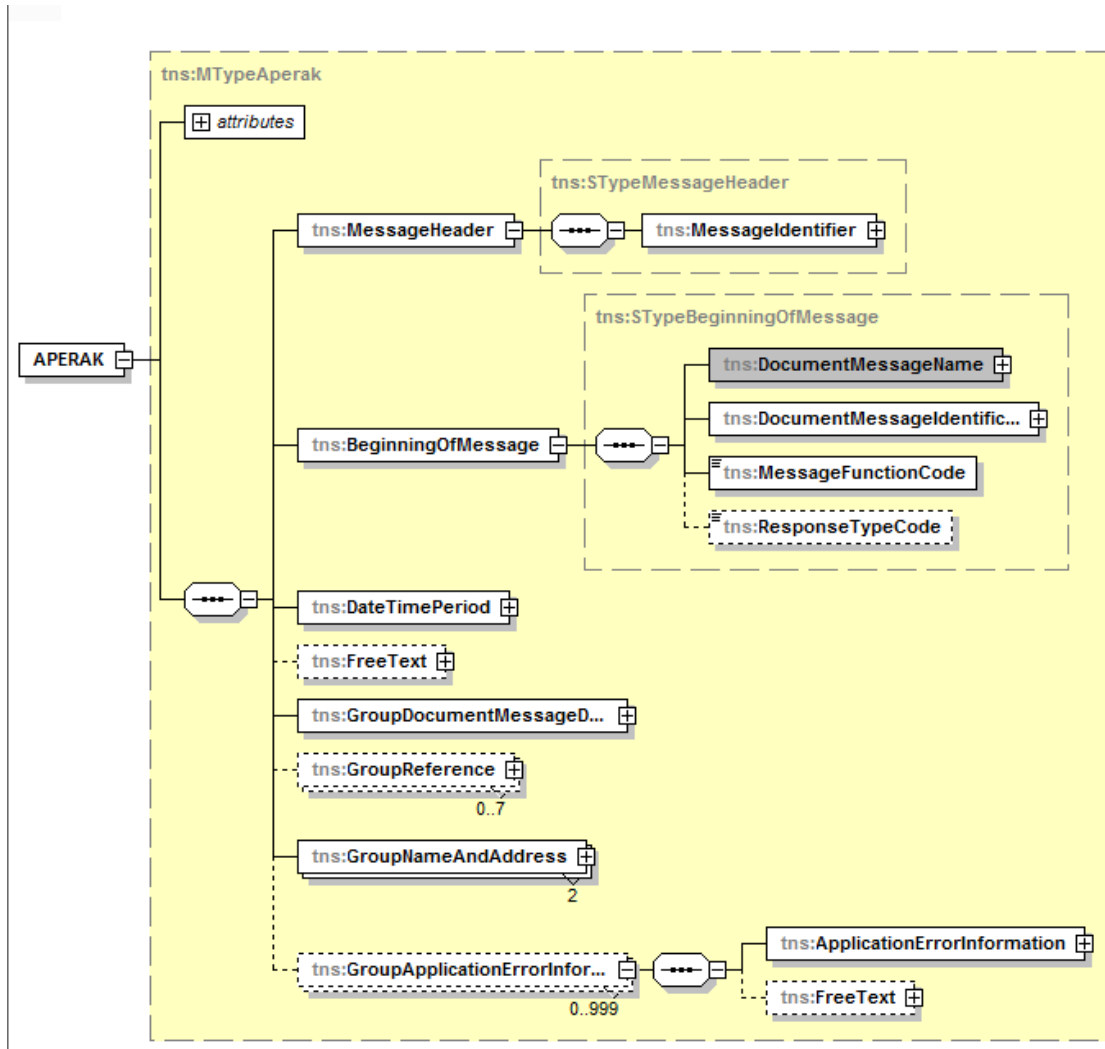 tns:MTypeAperak
attributes
tns:STypeMessageHeader
tns:MessageHeader
tns:MessageIdentifier
tns:STypeBeginningOfMessage
APERAK
tns:DocumentMessageName
tns:DocumentMessageIdentific...
tns:BeginningOfMessage
tns:MessageFunctionCode
tns:ResponseTypeCode
tns:DateTimePeriod
tns:FreeText
tns:GroupDocumentMessageD...
tns:GroupReference
0..7
tns:GroupNameAndAddress
2
tns:GroupApplicationErrorInfor...
0..999
tns:ApplicationErrorInformation
tns:FreeText